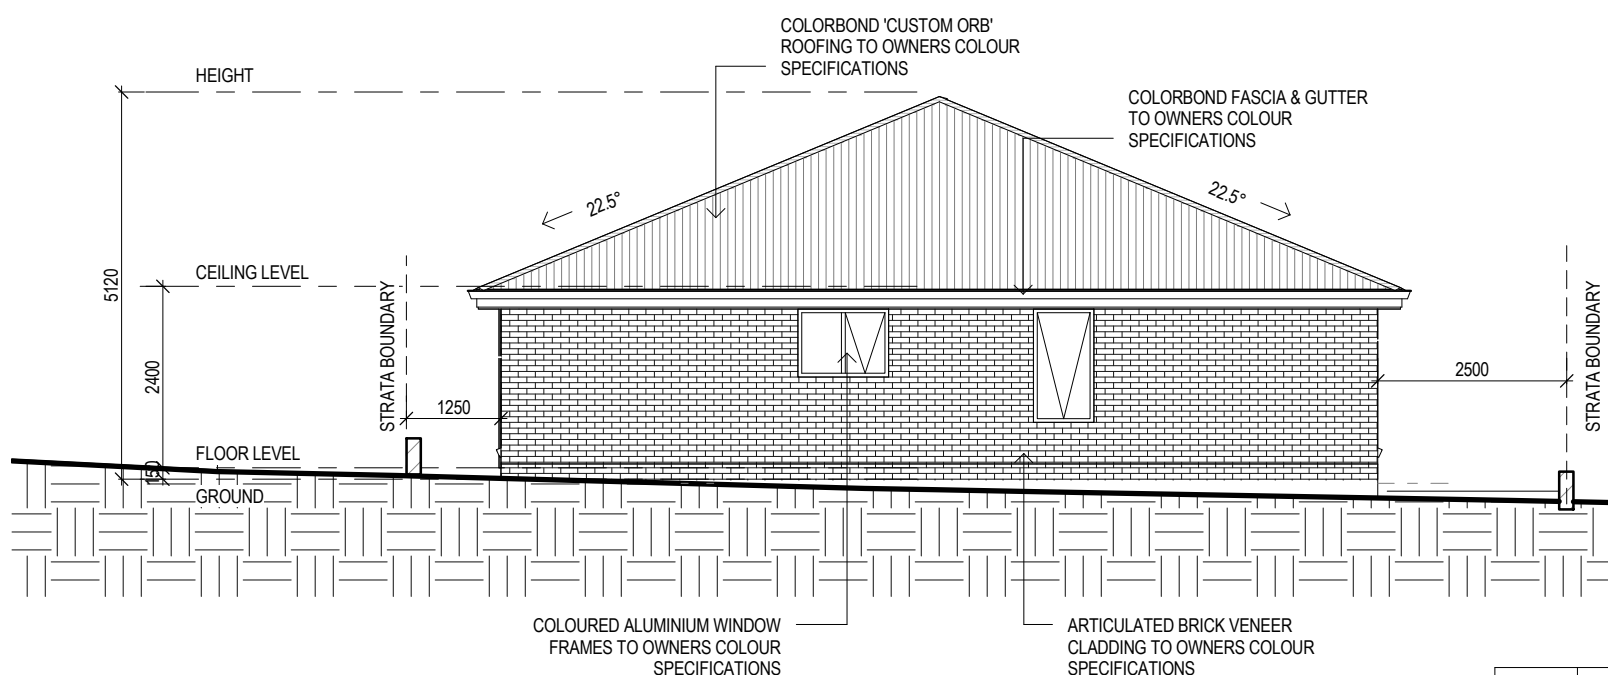 COLORBOND 'CUSTOM ORB'
ROOFING TO OWNERS COLOUR
SPECIFICATIONS
HEIGHT
COLORBOND FASCIA & GUTTER
TO OWNERS COLOUR
SPECIFICATIONS
22.5°
22.5°
CEILING LEVEL
5120
STRATA BOUNDARY
STRATA BOUNDARY
2400
2500
1250
FLOOR LEVEL
150
GROUND
COLOURED ALUMINIUM WINDOW
FRAMES TO OWNERS COLOUR
SPECIFICATIONS
ARTICULATED BRICK VENEER
CLADDING TO OWNERS COLOUR
SPECIFICATIONS